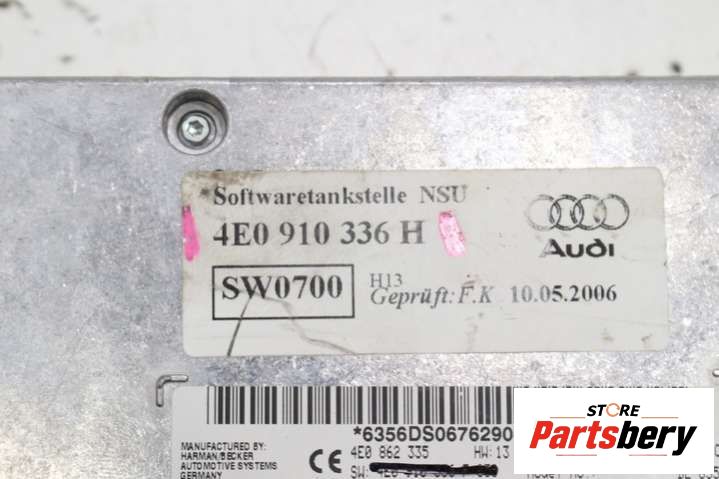 *Softwaretankstelle NSU
4E0 910 336 H
Audi
SW0700
H13
Geprüft: F.K 10.05.2006
*6356DS0676290
MANUFACTURED BY:
HARMAN/BECKER
AUTOMOTIVE SYSTEMS
GERMANY
CE
4E0 862 335
HW:13
SW:
STORE
Partsbery